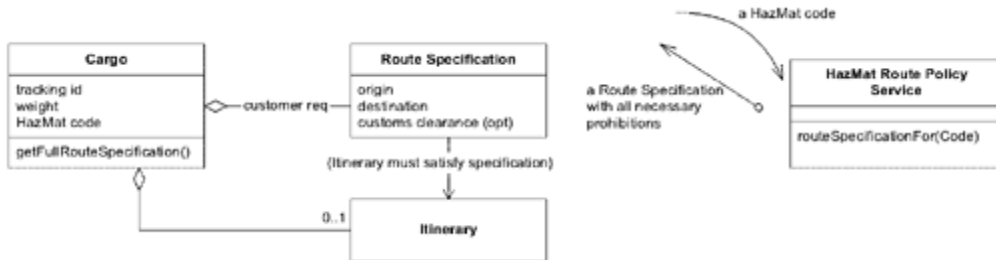 a HazMat code
Cargo
tracking id
weight
HazMat code
getFullRouteSpecification()
customer req
Route Specification
origin
destination
customs clearance (opt)
(Itinerary must satisfy specification)
0..1
Itinerary
a Route Specification
with all necessary
prohibitions
HazMat Route Policy
Service
routeSpecificationFor(Code)